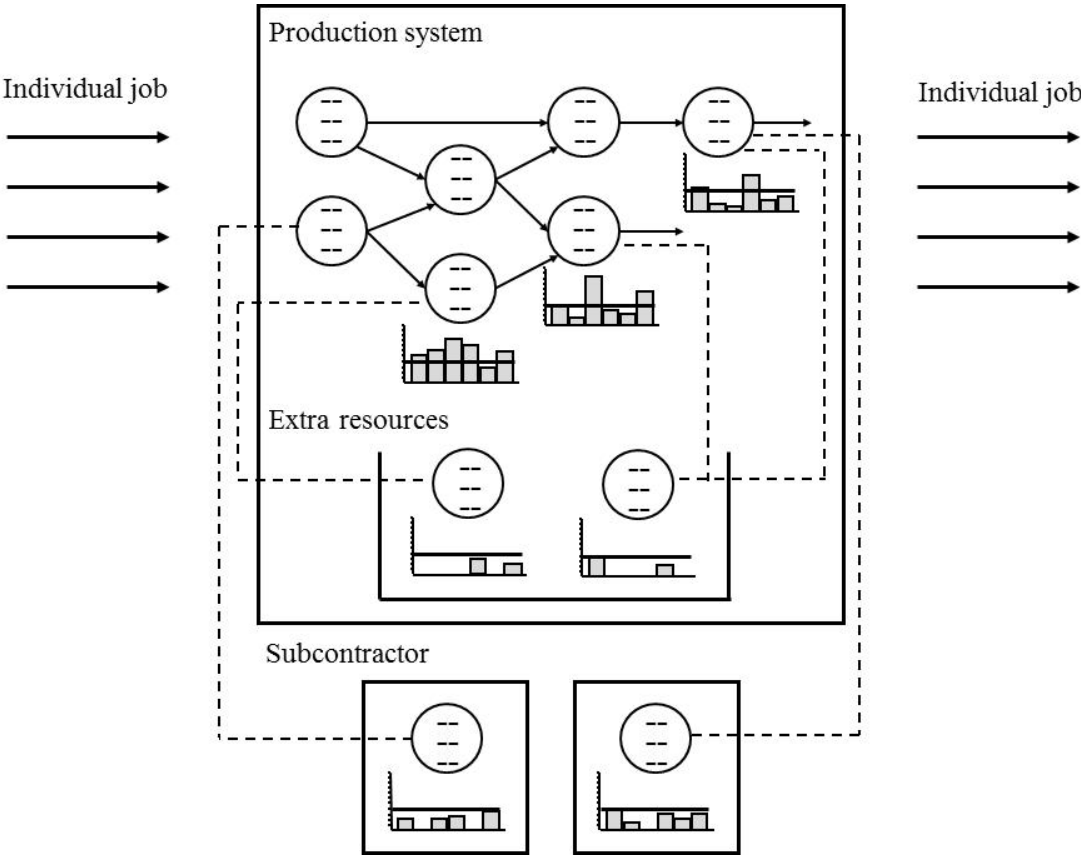 Production system
Individual job
Individual job
Extra resources
Subcontractor